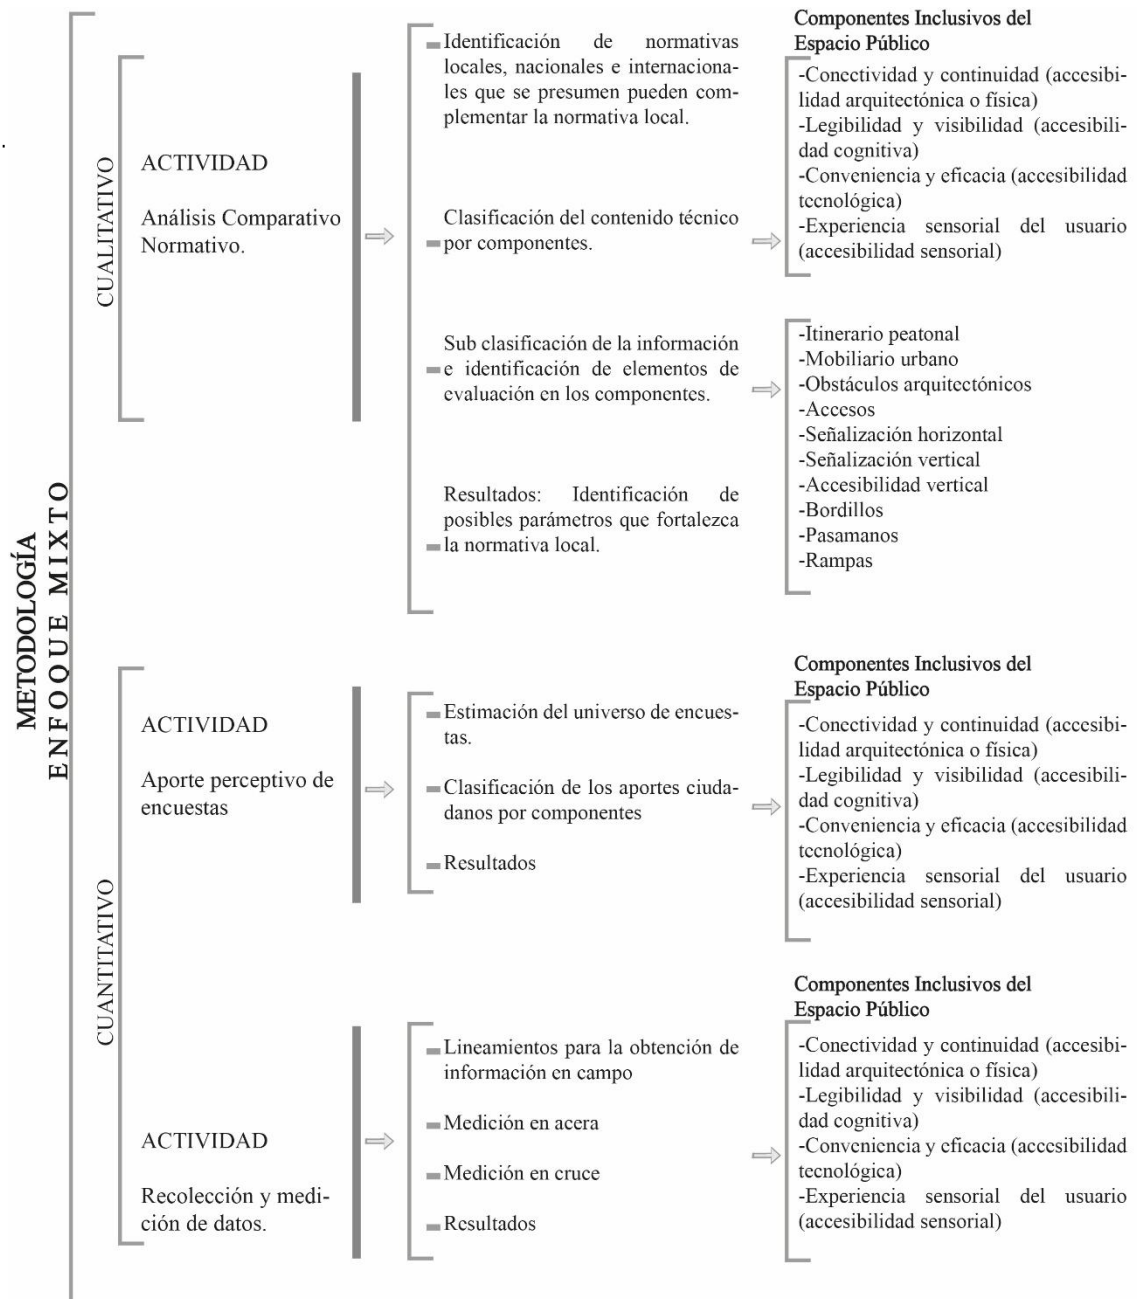 METODOLOGÍA
ENFOQUE MIXTO
CUALITATIVO
ACTIVIDAD
Análisis Comparativo
Normativo.
Identificación de normativas
locales, nacionales e internaciona-
les que se presumen pueden com-
plementar la normativa local.
Clasificación del contenido técnico
por componentes.
Componentes Inclusivos del
Espacio Público
-Conectividad y continuidad (accesibi-
lidad arquitectónica o física)
-Legibilidad y visibilidad (accesibili-
dad cognitiva)
-Conveniencia y eficacia (accesibilidad
tecnológica)
-Experiencia sensorial del usuario
(accesibilidad sensorial)
Sub clasificación de la información
e identificación de elementos de
evaluación en los componentes.
-Itinerario peatonal
-Mobiliario urbano
-Obstáculos arquitectónicos
-Accesos
-Señalización horizontal
-Señalización vertical
-Accesibilidad vertical
-Bordillos
-Pasamanos
-Rampas
Resultados: Identificación de
posibles parámetros que fortalezca
la normativa local.
CUANTITATIVO
ACTIVIDAD
Aporte perceptivo de
encuestas
Estimación del universo de encues-
tas.
Clasificación de los aportes ciuda-
danos por componentes
Resultados
Componentes Inclusivos del
Espacio Público
-Conectividad y continuidad (accesibi-
lidad arquitectónica o física)
-Legibilidad y visibilidad (accesibili-
dad cognitiva)
-Conveniencia y eficacia (accesibilidad
tecnológica)
-Experiencia sensorial del usuario
(accesibilidad sensorial)
ACTIVIDAD
Recolección y medi-
ción de datos.
Lineamientos para la obtención de
información en campo
Medición en acera
Medición en cruce
Resultados
Componentes Inclusivos del
Espacio Público
-Conectividad y continuidad (accesibi-
lidad arquitectónica o física)
-Legibilidad y visibilidad (accesibili-
dad cognitiva)
-Conveniencia y eficacia (accesibilidad
tecnológica)
-Experiencia sensorial del usuario
(accesibilidad sensorial)